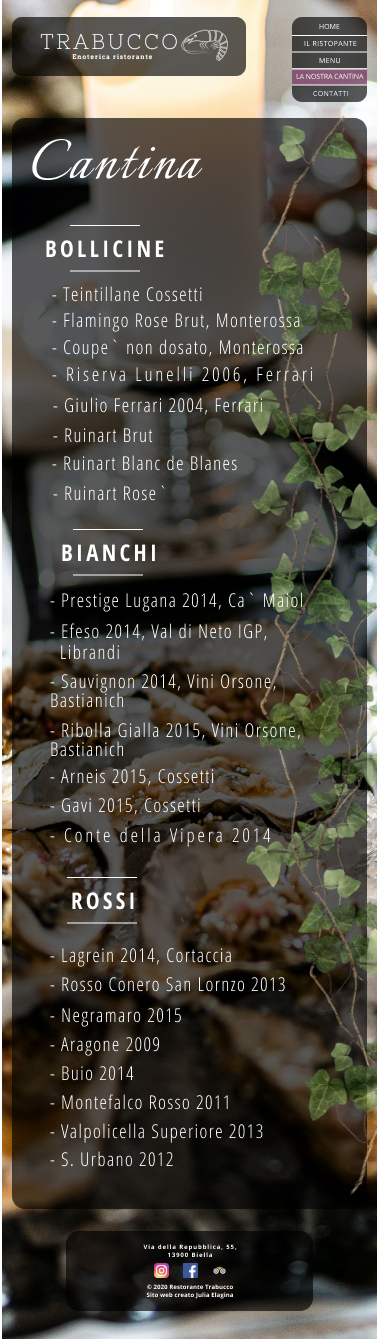 TRABUCCO
Enoterica ristorante
HOME
IL RISTOPANTE
MENU
LA NOSTRA CANTINA
CONTATTI
Cantina
BOLLICINE
- Teintillane Cossetti
- Flamingo Rose Brut, Monterossa
- Coupe` non dosato, Monterossa
- Riserva Lunelli 2006, Ferrari
- Giulio Ferrari 2004, Ferrari
- Ruinart Brut
- Ruinart Blanc de Blanes
- Ruinart Rose`
BIANCHI
- Prestige Lugana 2014, Ca` Maiol
- Efeso 2014, Val di Neto IGP,
Librandi
- Sauvignon 2014, Vini Orsone,
Bastianich
- Ribolla Gialla 2015, Vini Orsone,
Bastianich
- Arneis 2015, Cossetti
- Gavi 2015, Cossetti
- Conte della Vipera 2014
ROSSI
- Lagrein 2014, Cortaccia
- Rosso Conero San Lornzo 2013
- Negramaro 2015
- Aragone 2009
- Buio 2014
- Montefalco Rosso 2011
- Valpolicella Superiore 2013
- S. Urbano 2012
Via della Repubblica, 55,
13900 Biella
© 2020 Restorante Trabucco
Sito web creato Julia Elagina